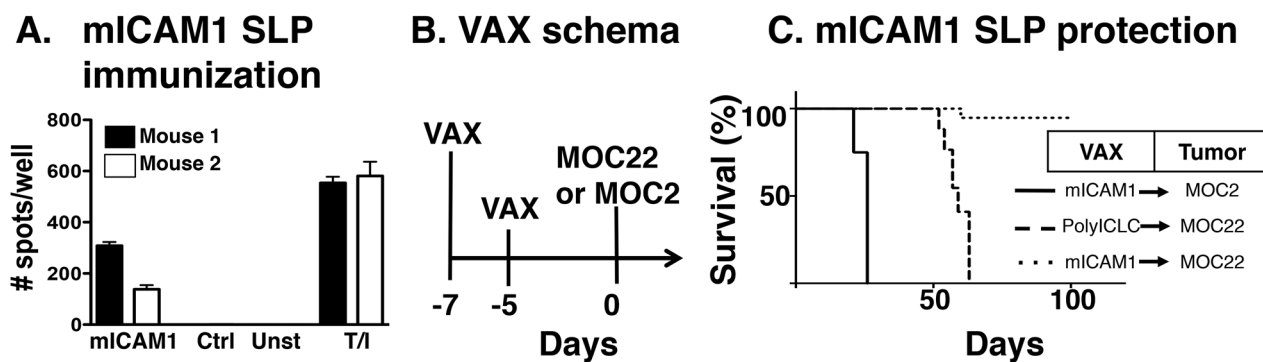 A. mICAM1 SLP
immunization
# spots/well
800
600
400
200
0
Mouse 1
Mouse 2
mICAM1 Ctrl Unst T/I
B. VAX schema
VAX
VAX
MOC22
or MOC2
-7 -5 0
Days
C. mICAM1 SLP protection
Survival (%)
100
50
50 100
Days
VAX Tumor
mICAM1 → MOC2
PolyICLC → MOC22
mICAM1 → MOC22